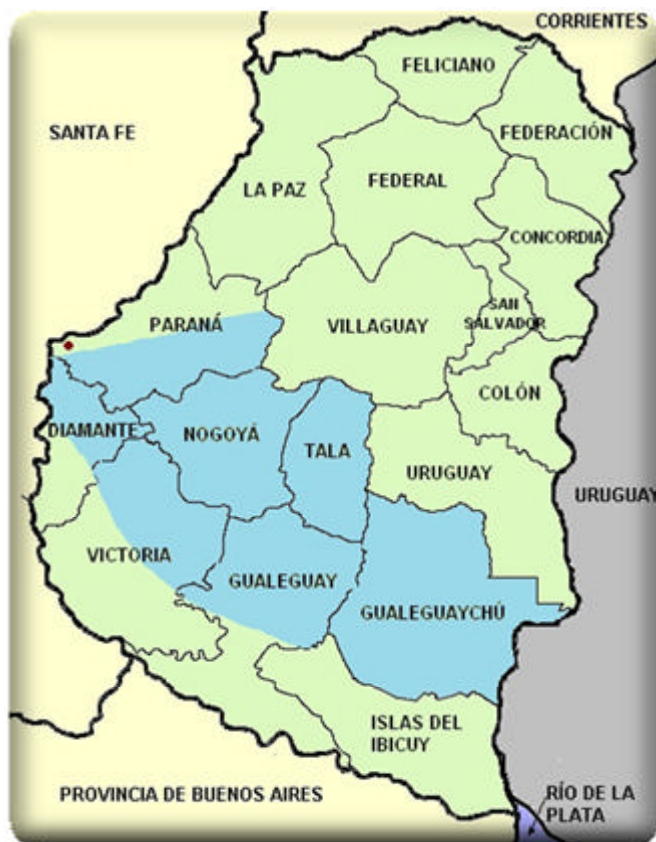 CORRIENTES
FELICIANO
SANTA FE
FEDERACIÓN
LA PAZ
FEDERAL
CONCORDIA
PARANÁ
VILLAGUAY
SAN
SALVADOR
COLÓN
DIAMANTE
NOGOYÁ
TALA
URUGUAY
URUGUAY
VICTORIA
GUALEGUAY
GUALEGUAYCHÚ
ISLAS DEL
IBICUY
PROVINCIA DE BUENOS AIRES
RÍO DE LA
PLATA